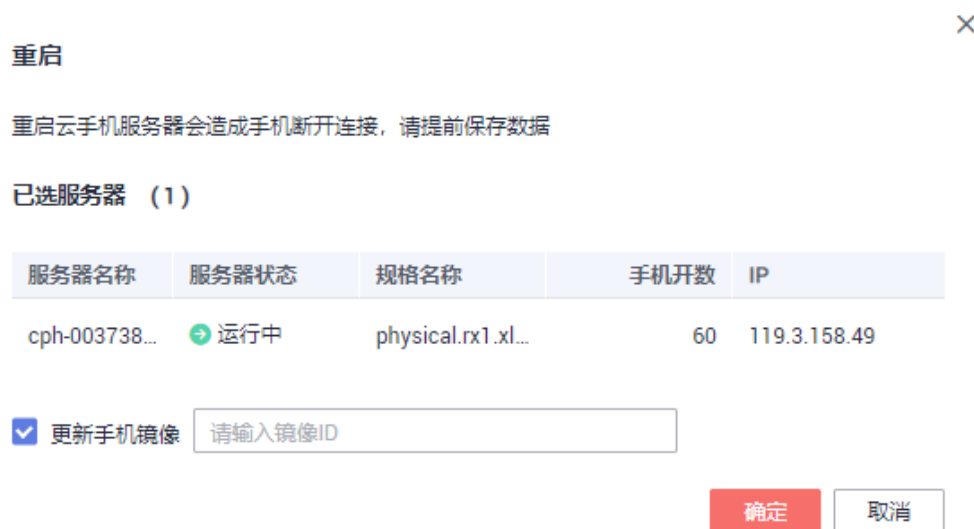 重启
重启云手机服务器会造成手机断开连接，请提前保存数据
已选服务器 (1)
服务器名称 服务器状态 规格名称 手机开数 IP
cph-003738... 运行中 physical.rx1.xl... 60 119.3.158.49
更新手机镜像 请输入镜像ID
确定 取消